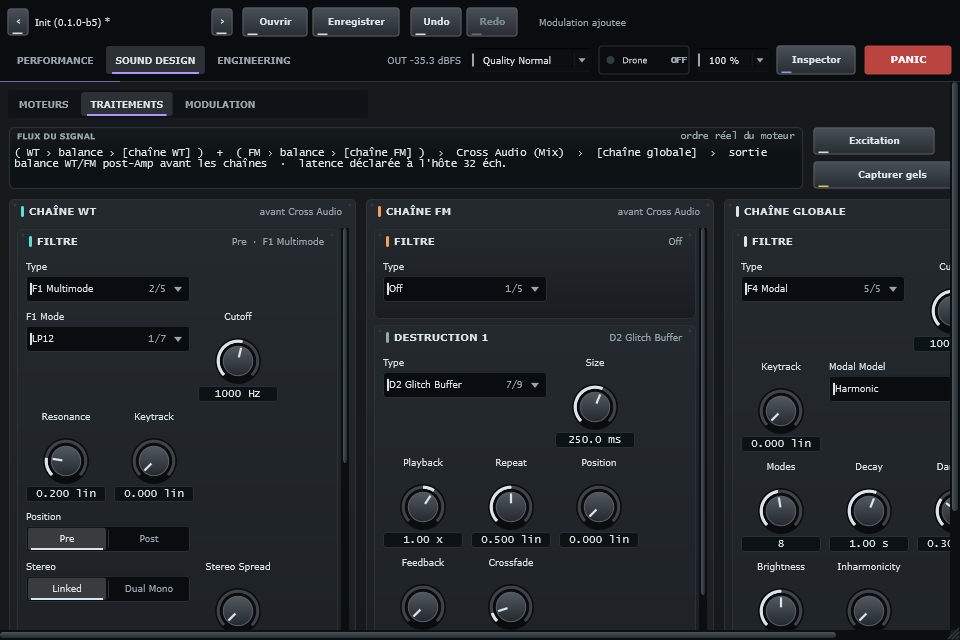 Init (0.1.0-b5) *
Ouvrir
Enregistrer
Undo
Redo
Modulation ajoutee
PERFORMANCE
SOUND DESIGN
ENGINEERING
OUT -35.3 dBFS
Quality Normal
Drone
OFF
100 %
Inspector
PANIC
MOTEURS
TRAITEMENTS
MODULATION
FLUX DU SIGNAL
ordre réel du moteur
( WT › balance › [chaîne WT] ) + ( FM › balance › [chaîne FM] ) › Cross Audio (Mix) › [chaîne globale] › sortie
balance WT/FM post-Amp avant les chaînes · latence déclarée à l'hôte 32 éch.
Excitation
Capturer gels
CHAÎNE WT
avant Cross Audio
FILTRE
Pre · F1 Multimode
Type
F1 Multimode 2/5
F1 Mode
LP12 1/7
Cutoff
1000 Hz
Resonance
Keytrack
0.200 lin
0.000 lin
Position
Pre
Post
Stereo
Linked
Dual Mono
Stereo Spread
CHAÎNE FM
avant Cross Audio
FILTRE
Off
Type
Off 1/5
DESTRUCTION 1
D2 Glitch Buffer
Type
D2 Glitch Buffer 7/9
Size
250.0 ms
Playback
Repeat
Position
1.00 x
0.500 lin
0.000 lin
Feedback
Crossfade
CHAÎNE GLOBALE
FILTRE
Type
F4 Modal 5/5
Cu
100
Keytrack
0.000 lin
Modal Model
Harmonic
Modes
Decay
Da
8
1.00 s
0.30
Brightness
Inharmonicity